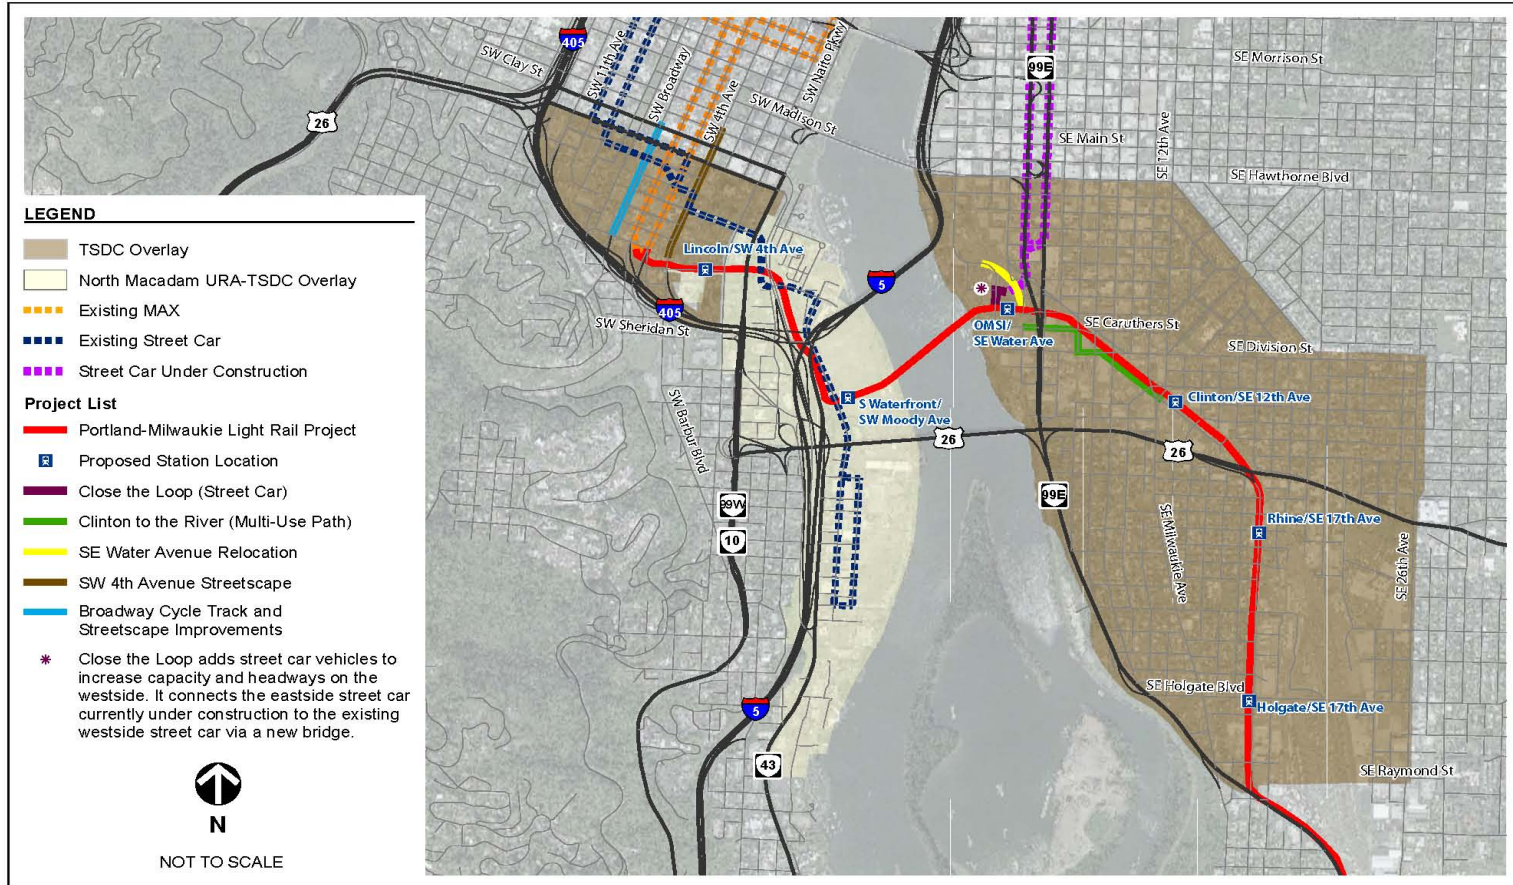 405
SW Clay St
SW 11th Ave
SW Broadway
SW 4th Ave
SW Naito Pkwy
SW Madison St
26
99E
SE Morrison St
SE Main St
SE 12th Ave
SE Hawthorne Blvd
LEGEND
TSDC Overlay
North Macadam URA-TSDC Overlay
Existing MAX
Existing Street Car
Street Car Under Construction
Project List
Portland-Milwaukie Light Rail Project
Proposed Station Location
Close the Loop (Street Car)
Clinton to the River (Multi-Use Path)
SE Water Avenue Relocation
SW 4th Avenue Streetscape
Broadway Cycle Track and
Streetscape Improvements
* Close the Loop adds street car vehicles to
increase capacity and headways on the
westside. It connects the eastside street car
currently under construction to the existing
westside street car via a new bridge.
N
NOT TO SCALE
Lincoln/SW 4th Ave
5
*
405
SW Sheridan St
OMSI/
SE Water Ave
SE Caruthers St
SE Division St
SW Barbur Blvd
S Waterfront/
SW Moody Ave
Clinton/SE 12th Ave
26
26
99W
10
99E
SE Milwaukie Ave
Rhine/SE 17th Ave
SE 26th Ave
SE Holgate Blvd
Holgate/SE 17th Ave
5
43
SE Raymond St